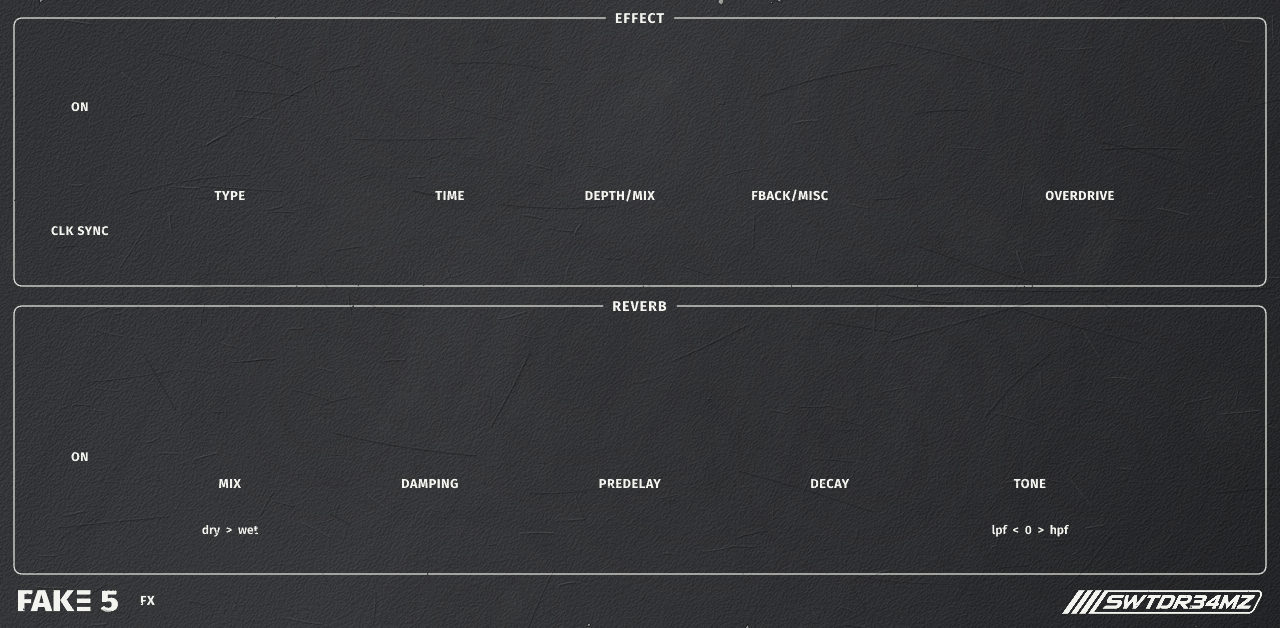 EFFECT
ON
TYPE TIME DEPTH/MIX FBACK/MISC OVERDRIVE
CLK SYNC
REVERB
ON
MIX DAMPING PREDELAY DECAY TONE
dry > wet lpf < 0 > hpf
FAKE 5 FX SWTDR34MZ